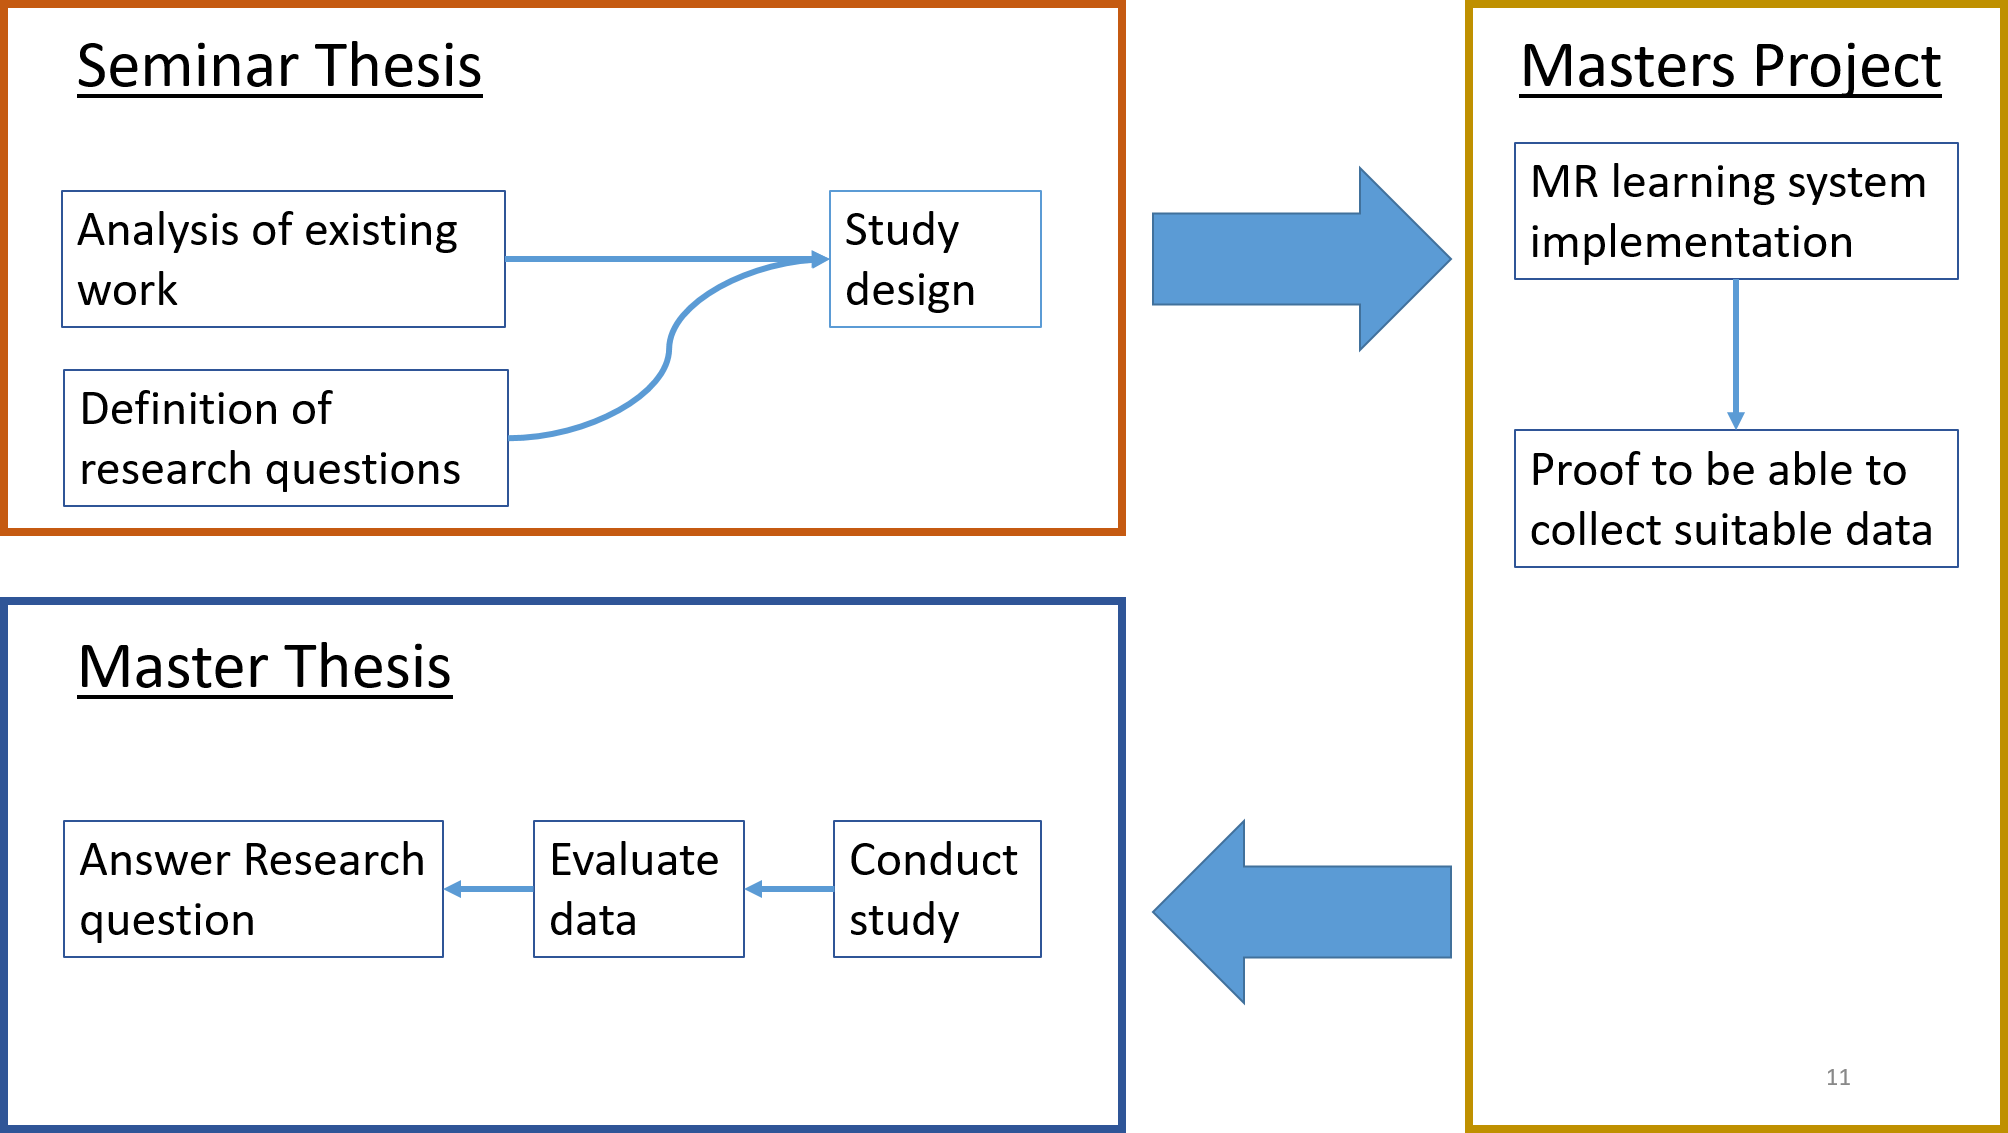 Seminar Thesis
Analysis of existing
work
Study
design
Definition of
research questions
Masters Project
MR learning system
implementation
Proof to be able to
collect suitable data
Master Thesis
Answer Research
question
Evaluate
data
Conduct
study
11